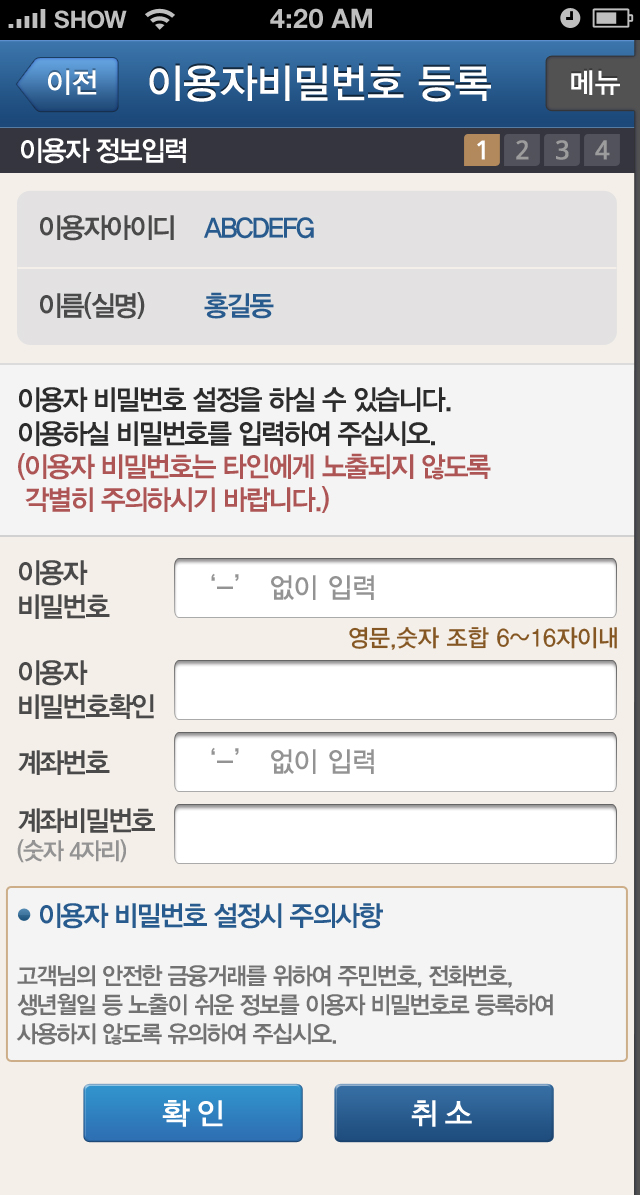 SHOW 4:20 AM
이전 이용자비밀번호 등록 메뉴
이용자 정보입력 1 2 3 4
이용자아이디 ABCDEFG
이름(실명) 홍길동
이용자 비밀번호 설정을 하실 수 있습니다.
이용하실 비밀번호를 입력하여 주십시오.
(이용자 비밀번호는 타인에게 노출되지 않도록
각별히 주의하시기 바랍니다.)
이용자
비밀번호
‘–’ 없이 입력
영문,숫자 조합 6~16자이내
이용자
비밀번호확인
계좌번호 ‘–’ 없이 입력
계좌비밀번호
(숫자 4자리)
• 이용자 비밀번호 설정시 주의사항
고객님의 안전한 금융거래를 위하여 주민번호, 전화번호,
생년월일 등 노출이 쉬운 정보를 이용자 비밀번호로 등록하여
사용하지 않도록 유의하여 주십시오.
확인 취소